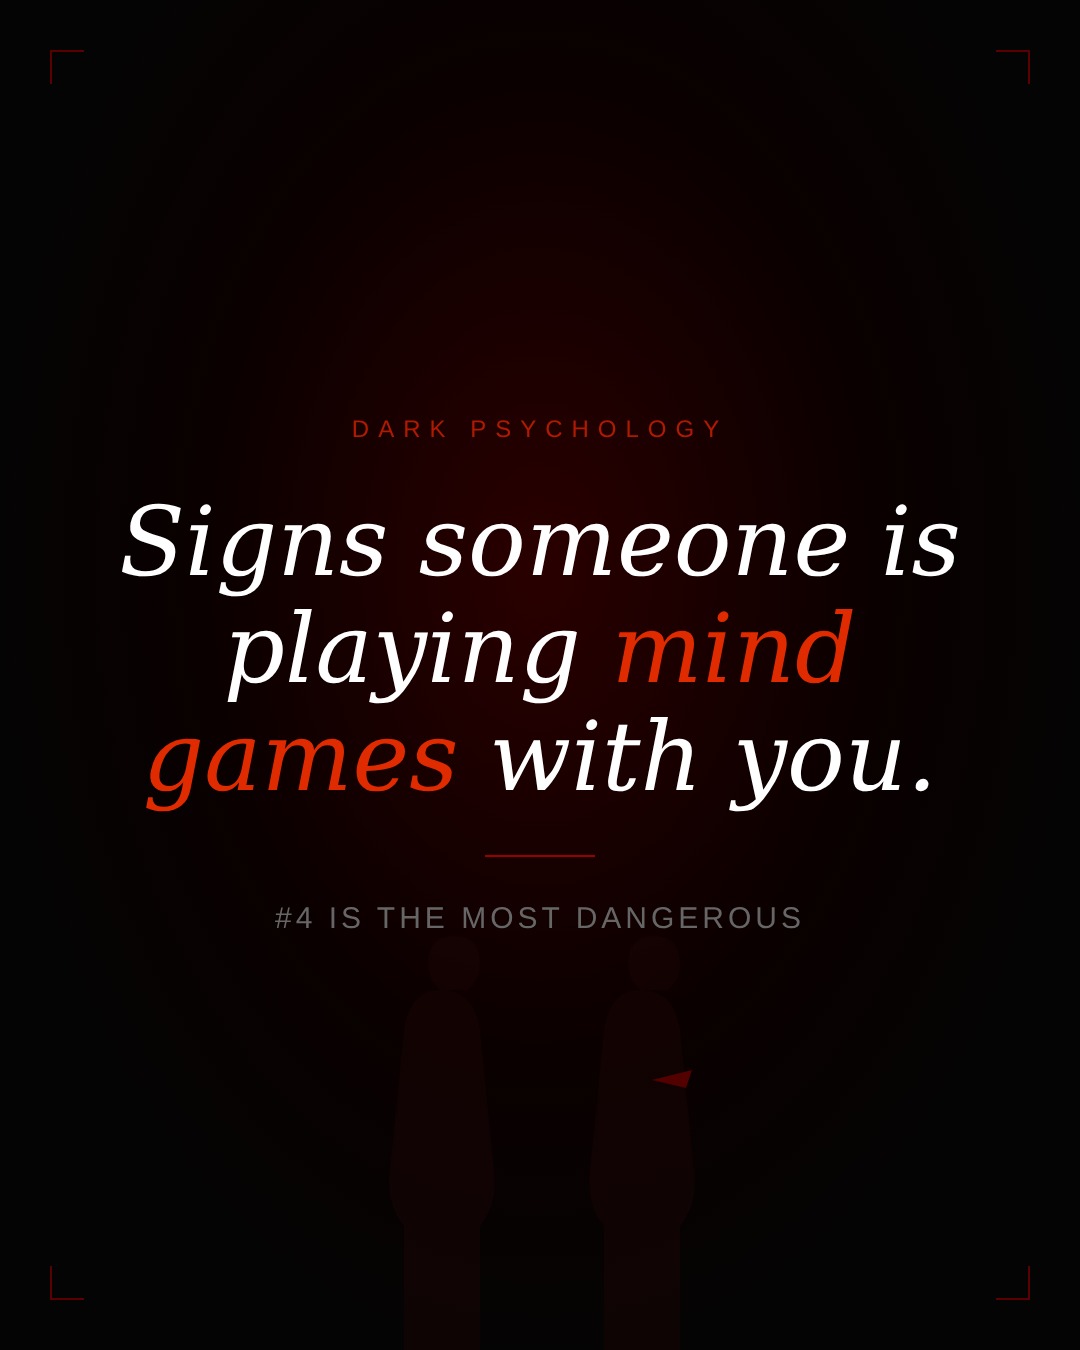 DARK PSYCHOLOGY
Signs someone is
playing mind
games with you.
#4 IS THE MOST DANGEROUS